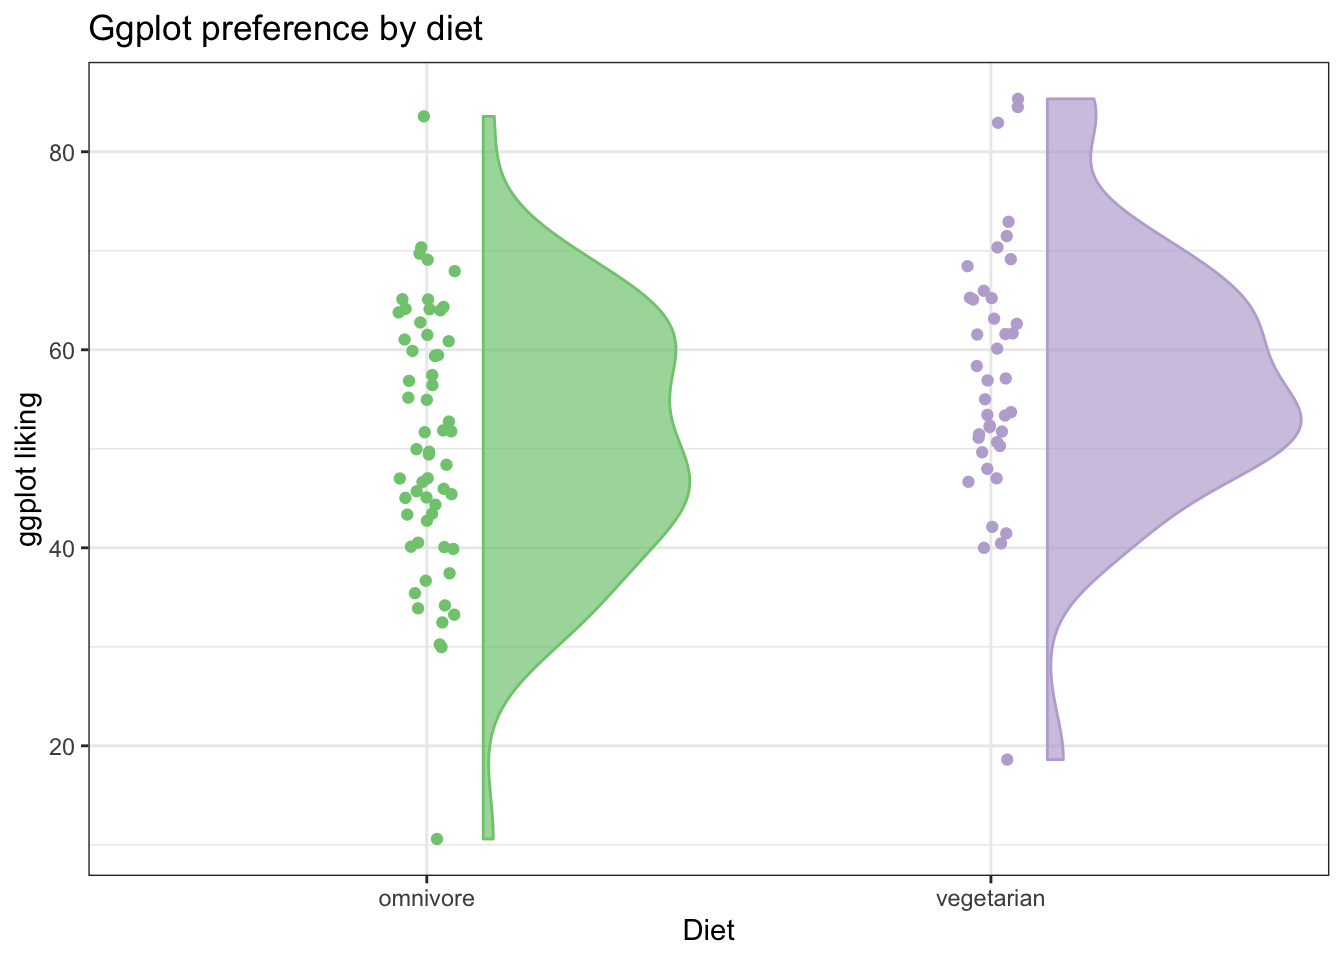 Ggplot preference by diet
ggplot liking
80
60
40
20
omnivore
vegetarian
Diet